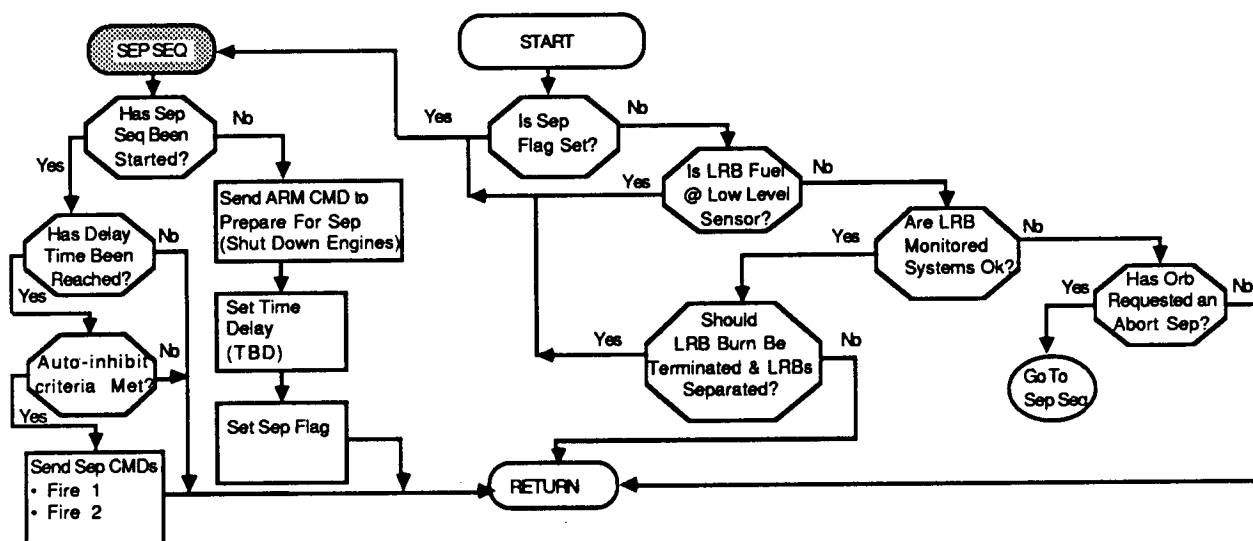 SEP SEQ
START
Has Sep
Seq Been
Started?
No
Yes
Yes
Is Sep
Flag Set?
No
Send ARM CMD to
Prepare For Sep
(Shut Down Engines)
Yes
Is LRB Fuel
@ Low Level
Sensor?
No
Has Delay
Time Been
Reached?
No
Yes
Yes
Are LRB
Monitored
Systems Ok?
No
Set Time
Delay
(TBD)
Yes
Should
LRB Burn Be
Terminated & LRBs
Separated?
No
Yes
Has Orb
Requested an
Abort Sep?
No
Auto-inhibit
criteria Met?
No
Yes
Go To
Sep Seq
Set Sep Flag
Send Sep CMDs
• Fire 1
• Fire 2
RETURN